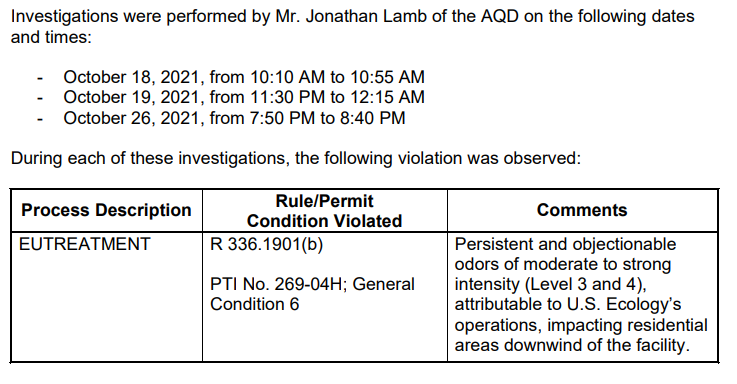 Investigations were performed by Mr. Jonathan Lamb of the AQD on the following dates
and times:
- October 18, 2021, from 10:10 AM to 10:55 AM
- October 19, 2021, from 11:30 PM to 12:15 AM
- October 26, 2021, from 7:50 PM to 8:40 PM
During each of these investigations, the following violation was observed:
Process Description
Rule/Permit
Condition Violated
Comments
EUTREATMENT
R 336.1901(b)
PTI No. 269-04H; General
Condition 6
Persistent and objectionable
odors of moderate to strong
intensity (Level 3 and 4),
attributable to U.S. Ecology’s
operations, impacting residential
areas downwind of the facility.